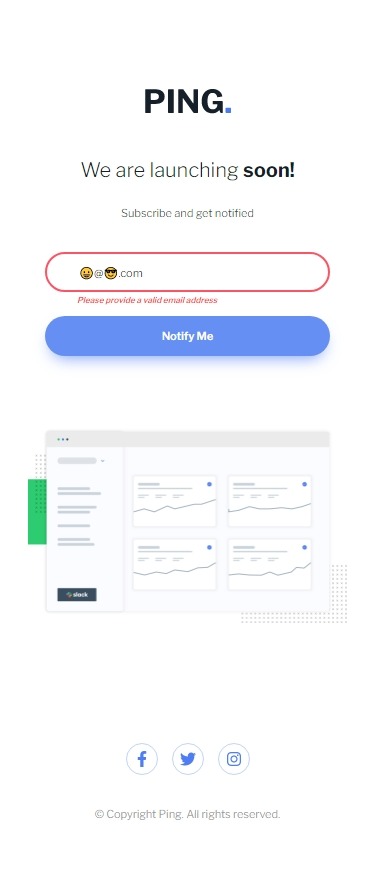 PING.
We are launching soon!
Subscribe and get notified
😀@😎.com
Please provide a valid email address
Notify Me
slack
© Copyright Ping. All rights reserved.